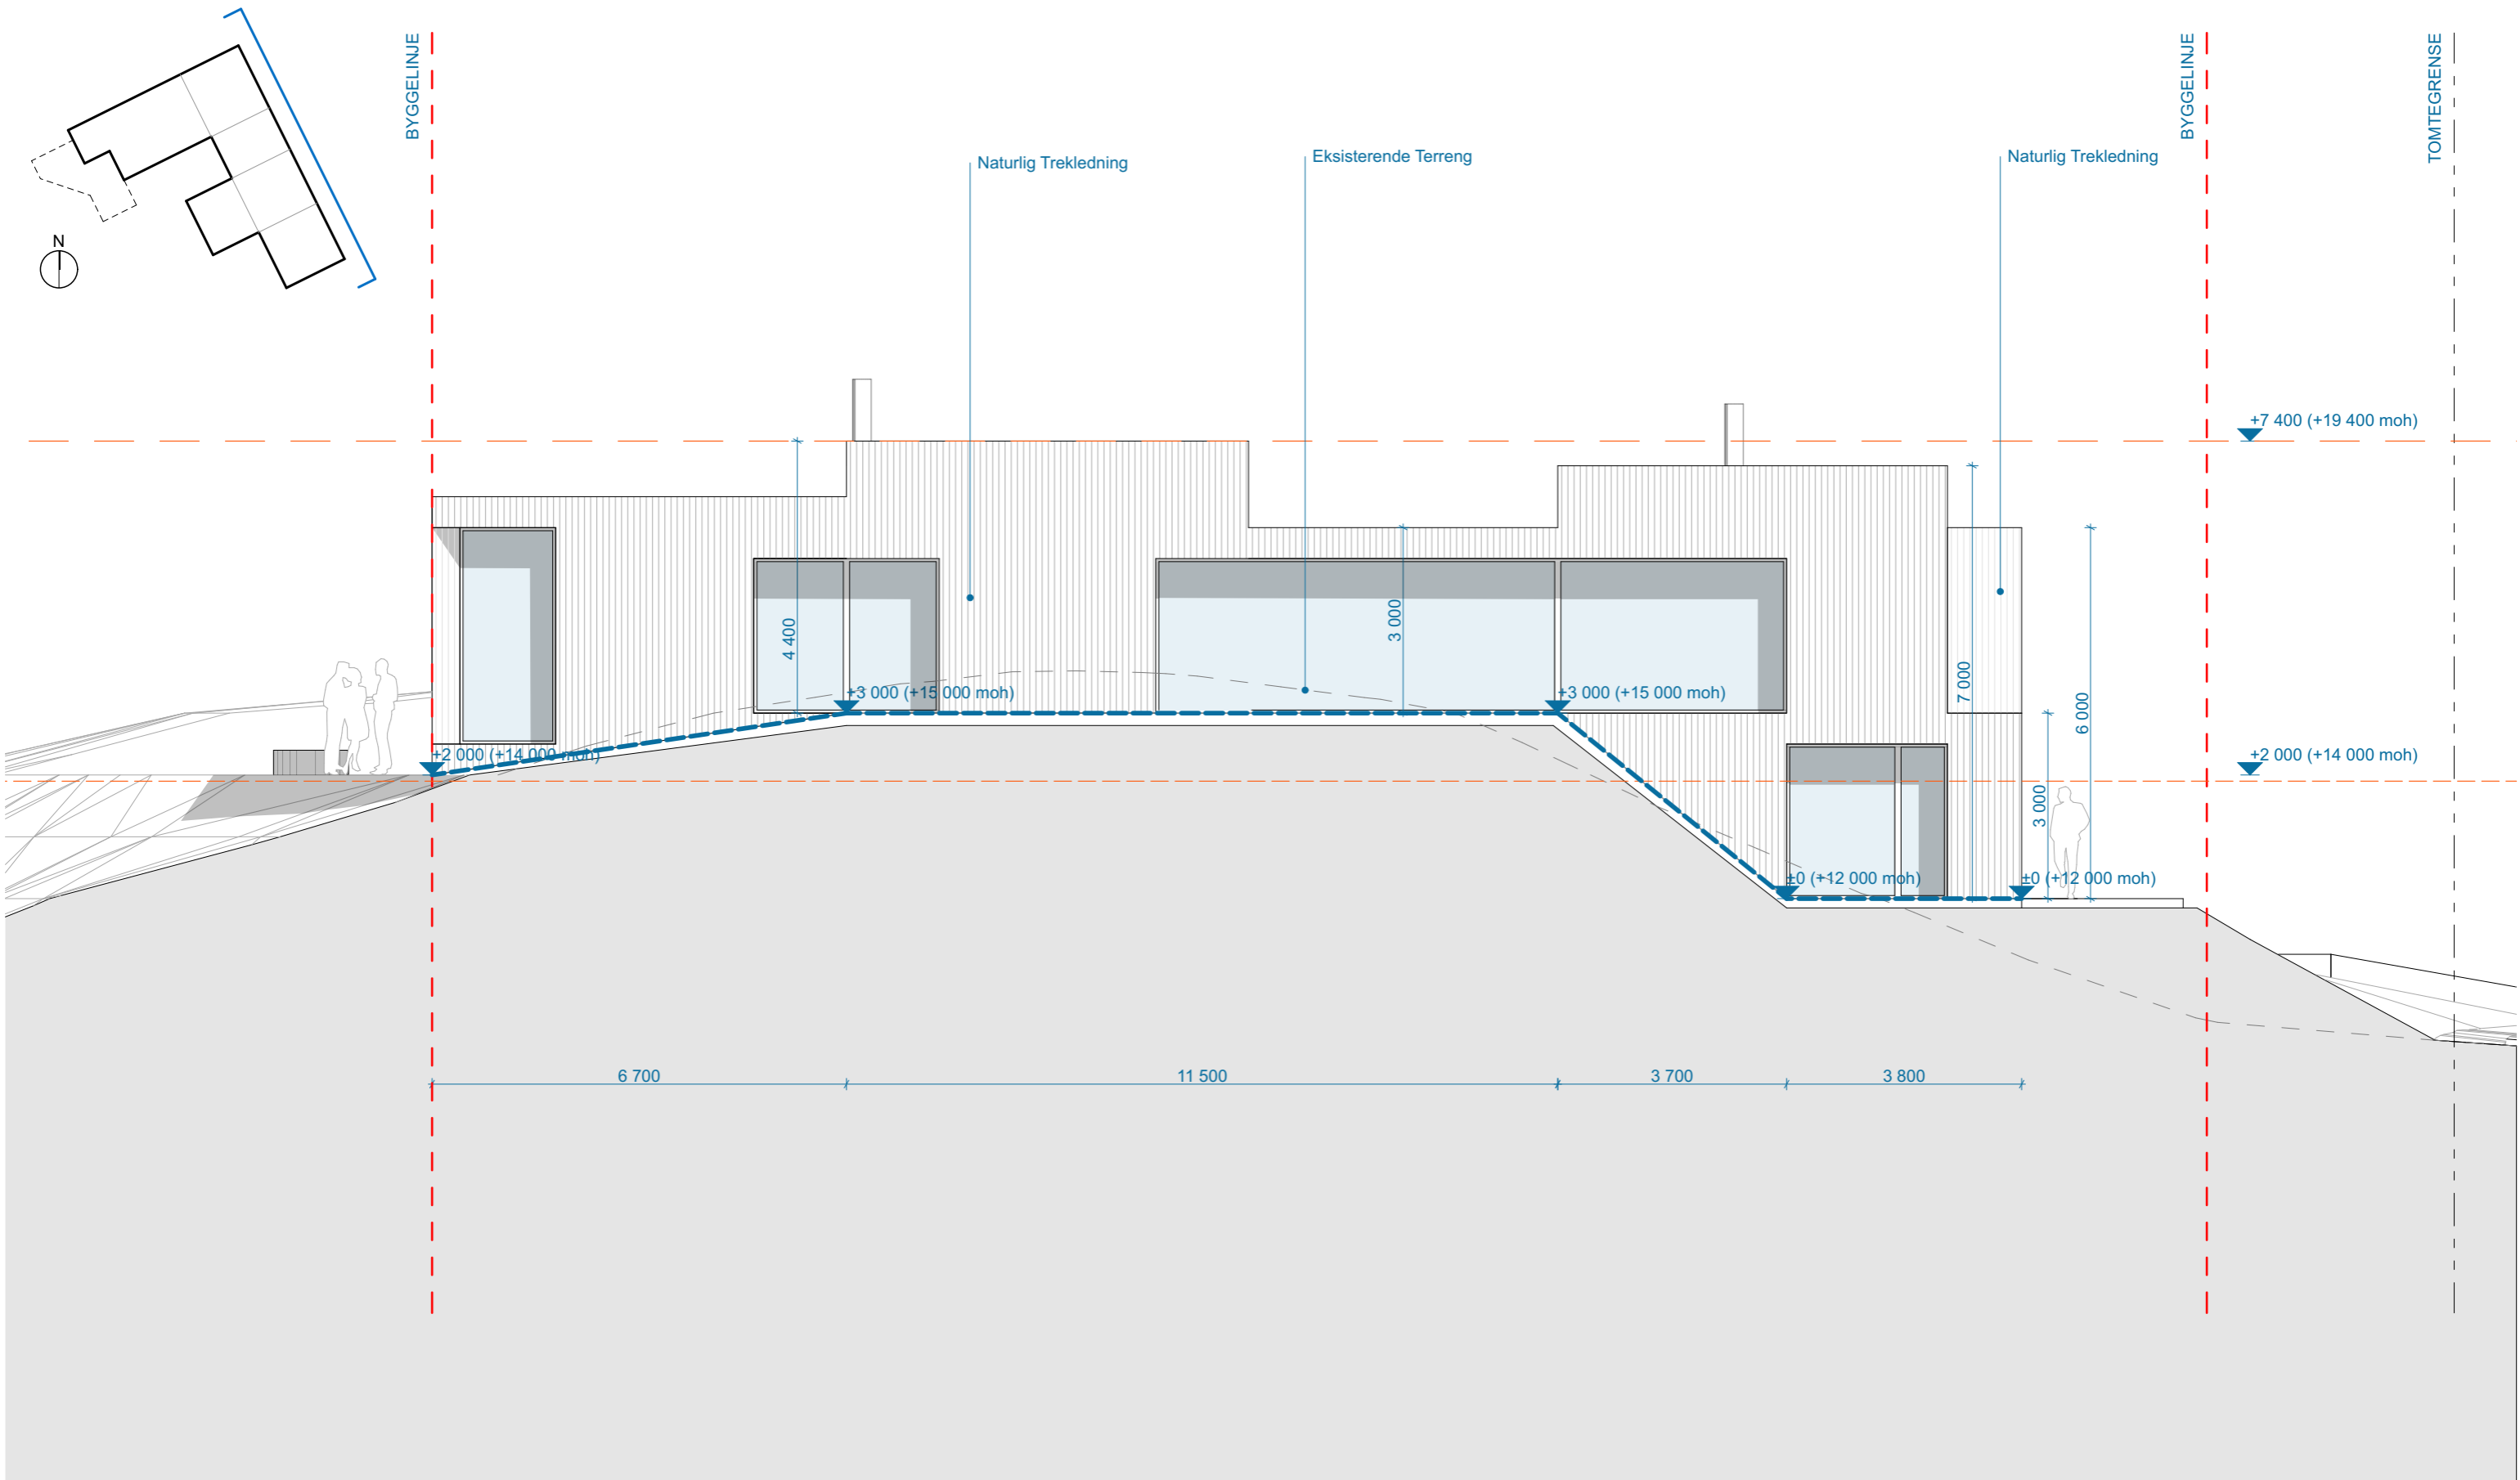 BYGGELINJE
BYGGELINJE
TOMTEGRENSE
N
Naturlig Trekledning
Eksisterende Terreng
Naturlig Trekledning
+7 400 (+19 400 moh)
4 400
3 000
7 000
6 000
3 000
+3 000 (+15 000 moh)
+3 000 (+15 000 moh)
+2 000 (+14 000 moh)
+2 000 (+14 000 moh)
±0 (+12 000 moh)
±0 (+12 000 moh)
6 700
11 500
3 700
3 800